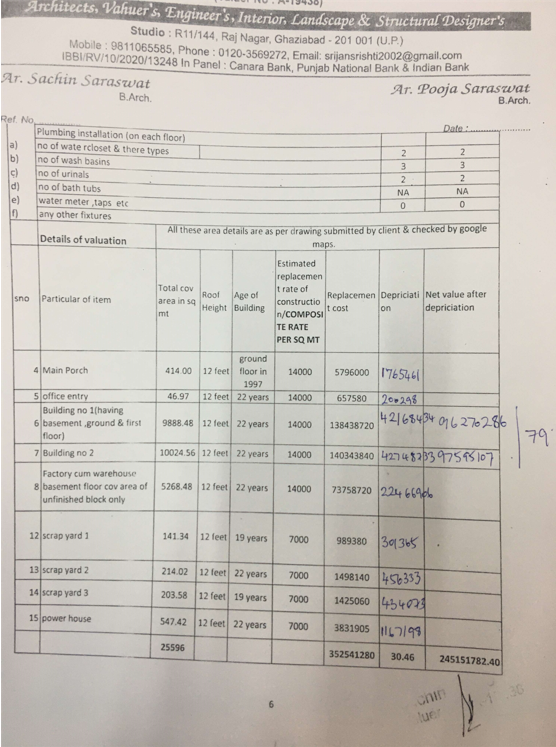 Architects, Valuer's, Engineer's, Interior, Landscape & Structural Designer's
Studio : R11/144, Raj Nagar, Ghaziabad - 201 001 (U.P.)
Mobile : 9811065585, Phone : 0120-3569272, Email: srijansrishti2002@gmail.com
IBBI/RV/10/2020/13248 In Panel : Canara Bank, Punjab National Bank & Indian Bank
Ar. Sachin Saraswat Ar. Pooja Saraswat
B.Arch. B.Arch.
Ref. No. Date :
Plumbing installation (on each floor)
a) no of wate rcloset & there types 2 2
b) no of wash basins 3 3
c) no of urinals 2 2
d) no of bath tubs NA NA
e) water meter ,taps etc 0 0
f) any other fixtures
Details of valuation All these area details are as per drawing submitted by client & checked by google
maps.
sno Particular of item Total cov area in sq mt Roof Height Age of Building Estimated replacemen t rate of constructio n/COMPOSI TE RATE PER SQ MT Replacemen t cost Depriciati on Net value after depriciation
4 Main Porch 414.00 12 feet ground floor in 1997 14000 5796000 1765461
5 office entry 46.97 12 feet 22 years 14000 657580 200298
6 Building no 1(having basement ,ground & first floor) 9888.48 12 feet 22 years 14000 138438720 42168434 096270286 79
7 Building no 2 10024.56 12 feet 22 years 14000 140343840 42748733 97595107
8 Factory cum warehouse basement floor cov area of unfinished block only 5268.48 12 feet 22 years 14000 73758720 22466906
12 scrap yard 1 141.34 12 feet 19 years 7000 989380 301365
13 scrap yard 2 214.02 12 feet 22 years 7000 1498140 456333
14 scrap yard 3 203.58 12 feet 19 years 7000 1425060 434073
15 power house 547.42 12 feet 22 years 7000 3831905 1167198
25596 352541280 30.46 245151782.40
6